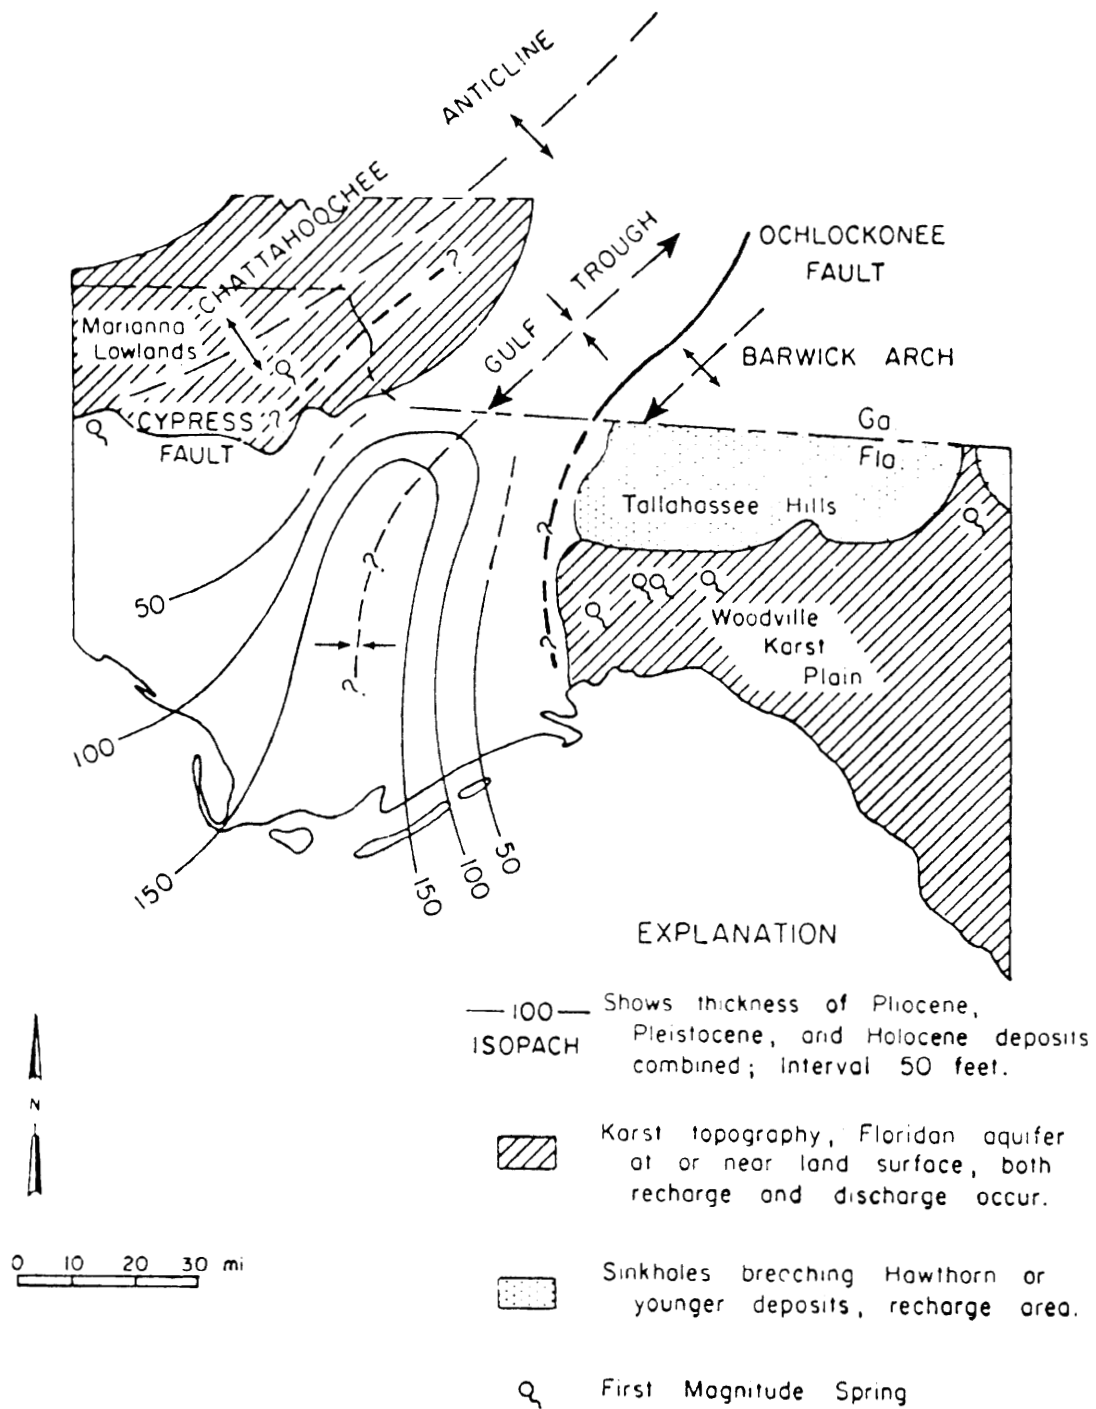 ANTICLINE
CHATTAHOOCHEE
GULF TROUGH
OCHLOCKONEE
FAULT
BARWICK ARCH
Marianna
Lowlands
CYPRESS
FAULT
?
?
Ga.
Fla.
Tallahassee Hills
Woodville
Karst
Plain
?
?
?
?
50
100
150
150
100
50
EXPLANATION
100
ISOPACH
Shows thickness of Pliocene,
Pleistocene, and Holocene deposits
combined; interval 50 feet.
Karst topography, Floridan aquifer
at or near land surface, both
recharge and discharge occur.
Sinkholes breaching Hawthorn or
younger deposits, recharge area.
First Magnitude Spring
N
0 10 20 30 mi